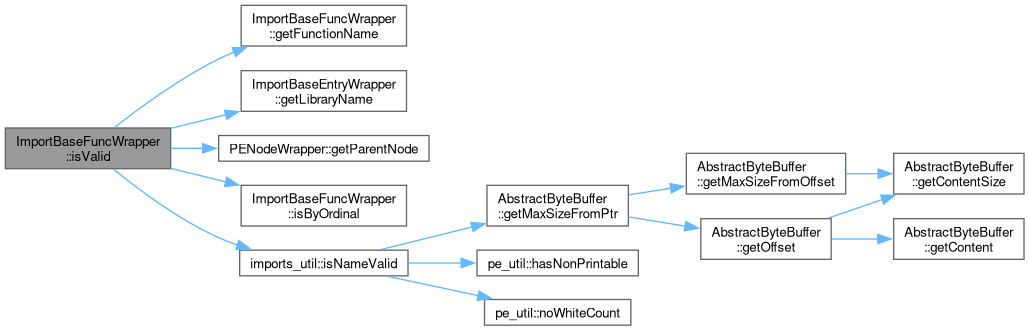 ImportBaseFuncWrapper
::isValid
ImportBaseFuncWrapper
::getFunctionName
ImportBaseEntryWrapper
::getLibraryName
PENodeWrapper::getParentNode
ImportBaseFuncWrapper
::isByOrdinal
imports_util::isNameValid
AbstractByteBuffer
::getMaxSizeFromPtr
pe_util::hasNonPrintable
pe_util::noWhiteCount
AbstractByteBuffer
::getMaxSizeFromOffset
AbstractByteBuffer
::getOffset
AbstractByteBuffer
::getContentSize
AbstractByteBuffer
::getContent